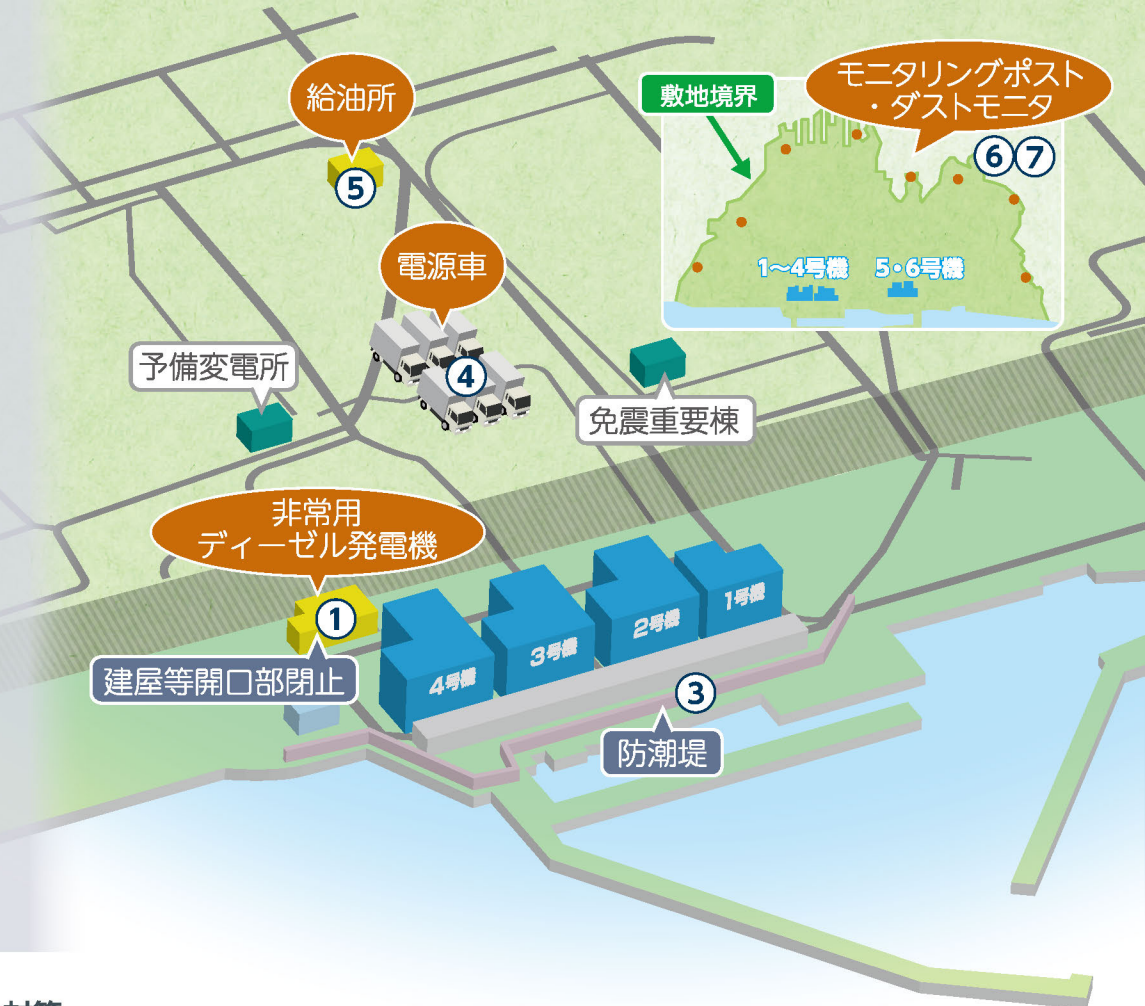 給油所
⑤
敷地境界
モニタリングポスト
・ダストモニタ
⑥⑦
1〜4号機
5・6号機
電源車
④
予備変電所
免震重要棟
非常用
ディーゼル発電機
①
建屋等開口部閉止
4号機
3号機
2号機
1号機
③
防潮堤